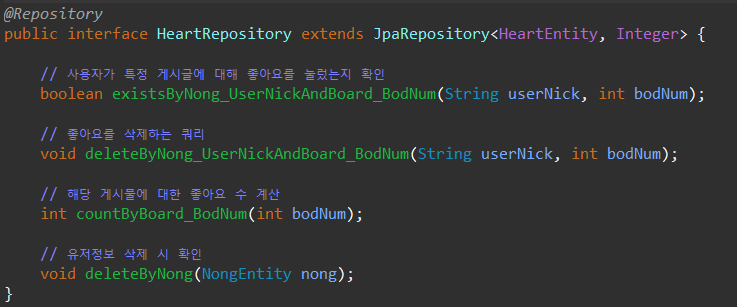 @Repository
public interface HeartRepository extends JpaRepository<HeartEntity, Integer> {
// 사용자가 특정 게시글에 대해 좋아요를 눌렀는지 확인
boolean existsByNong_UserNickAndBoard_BodNum(String userNick, int bodNum);
// 좋아요를 삭제하는 쿼리
void deleteByNong_UserNickAndBoard_BodNum(String userNick, int bodNum);
// 해당 게시물에 대한 좋아요 수 계산
int countByBoard_BodNum(int bodNum);
// 유저정보 삭제 시 확인
void deleteByNong(NongEntity nong);
}